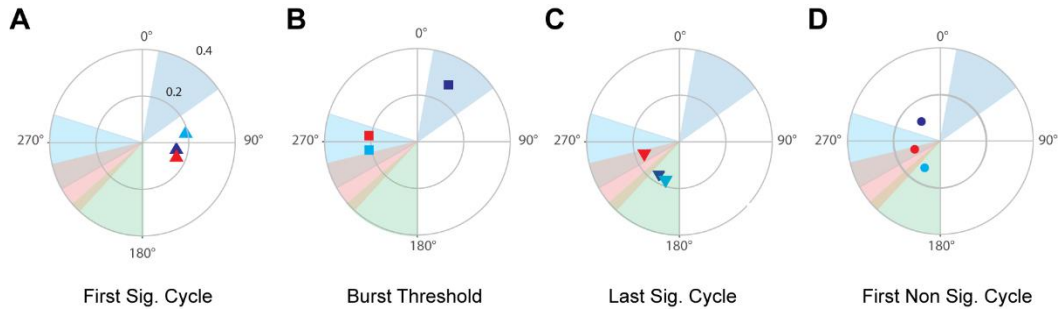 A
B
C
D
0°
0.4
0.2
270°
90°
180°
0°
270°
90°
180°
0°
270°
90°
180°
0°
270°
90°
180°
First Sig. Cycle
Burst Threshold
Last Sig. Cycle
First Non Sig. Cycle